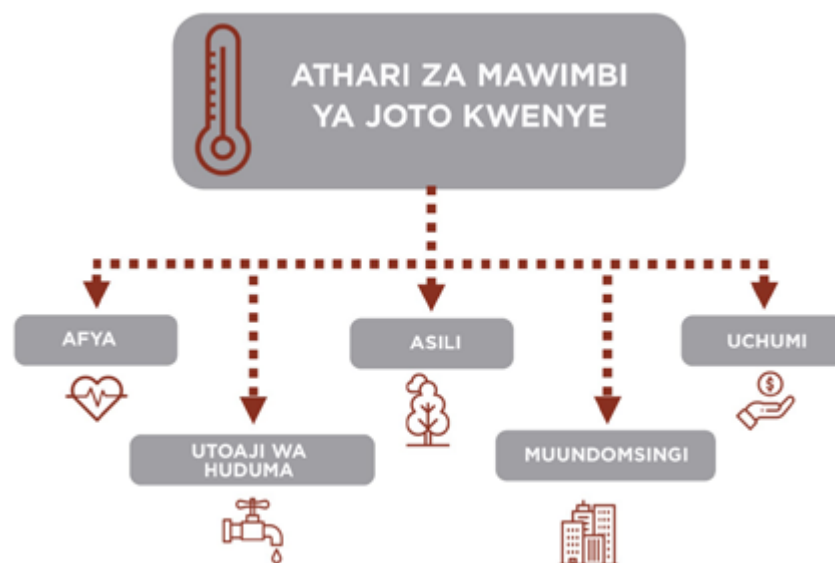 ATHARI ZA MAWIMBI
YA JOTO KWENYE
AFYA
ASILI
UCHUMI
UTOAJI WA
HUDUMA
MUUNDOMSINGI
$